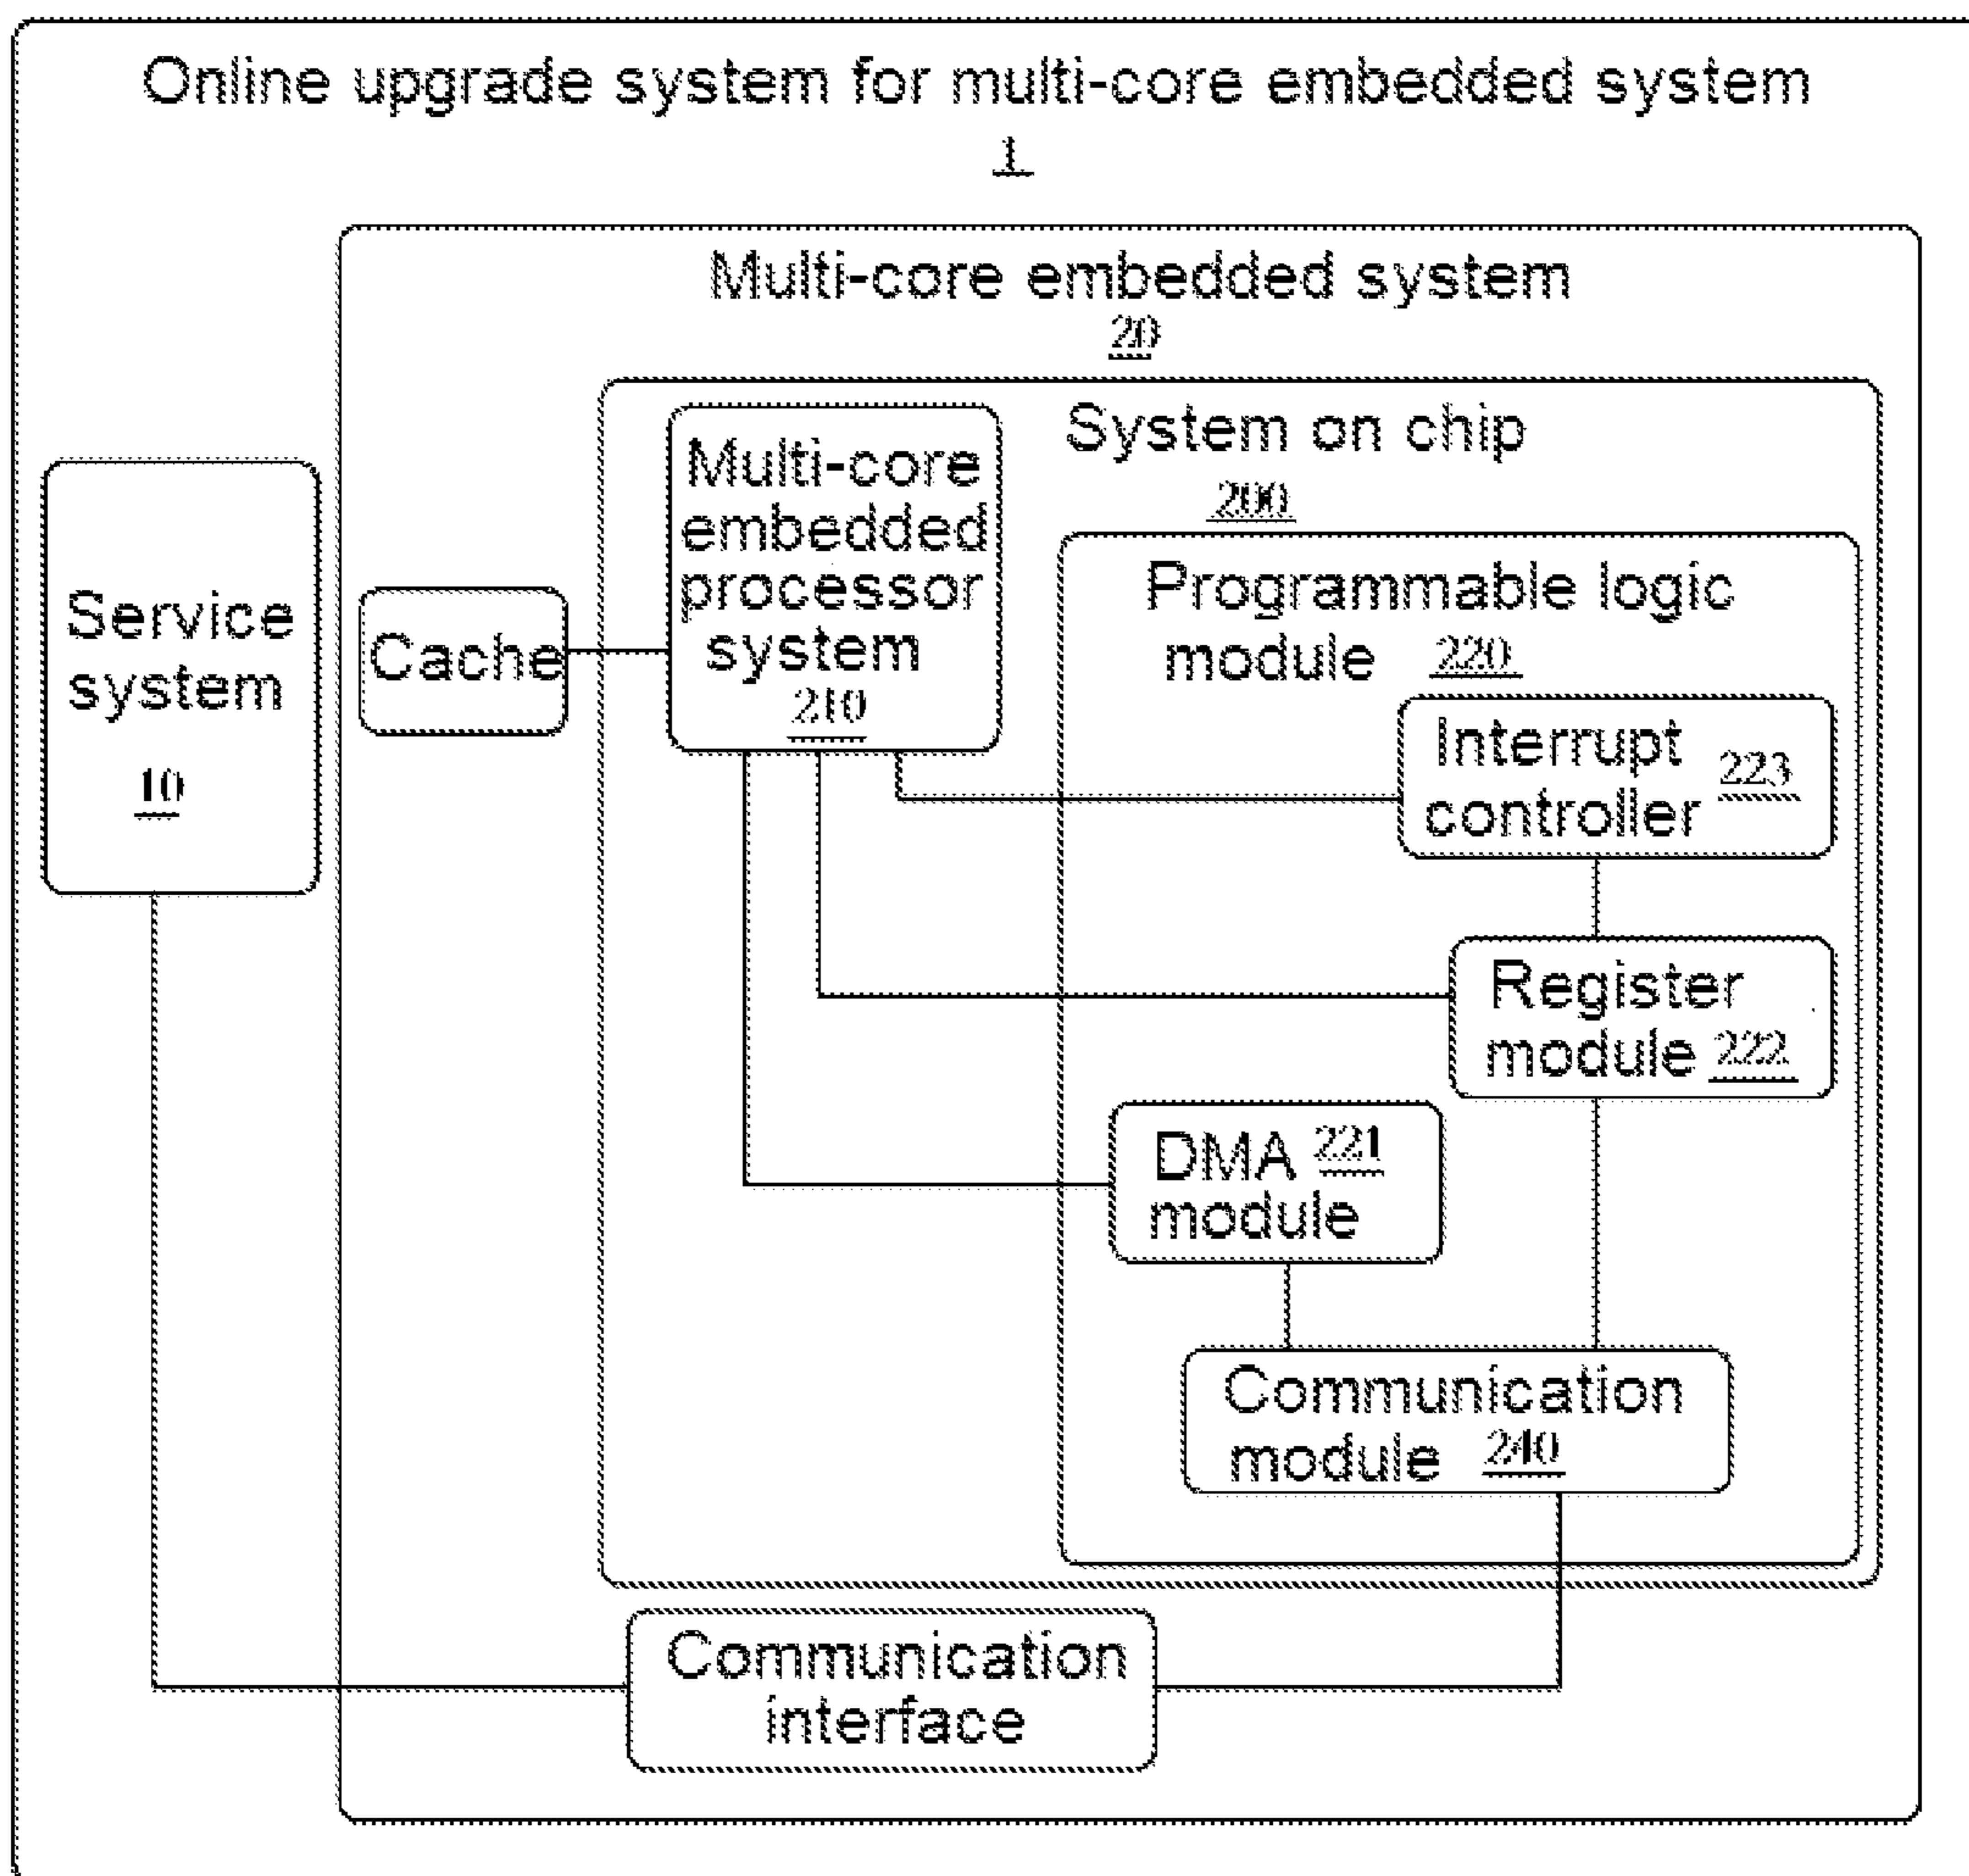 Online upgrade system for multi-core embedded system
1
Multi-core embedded system
20
System on chip
200
Multi-core
embedded
processor
system
210
Service
system
10
Cache
Programmable logic
module 220
Interrupt
controller 223
Register
module 222
DMA 221
module
Communication
module 240
Communication
interface